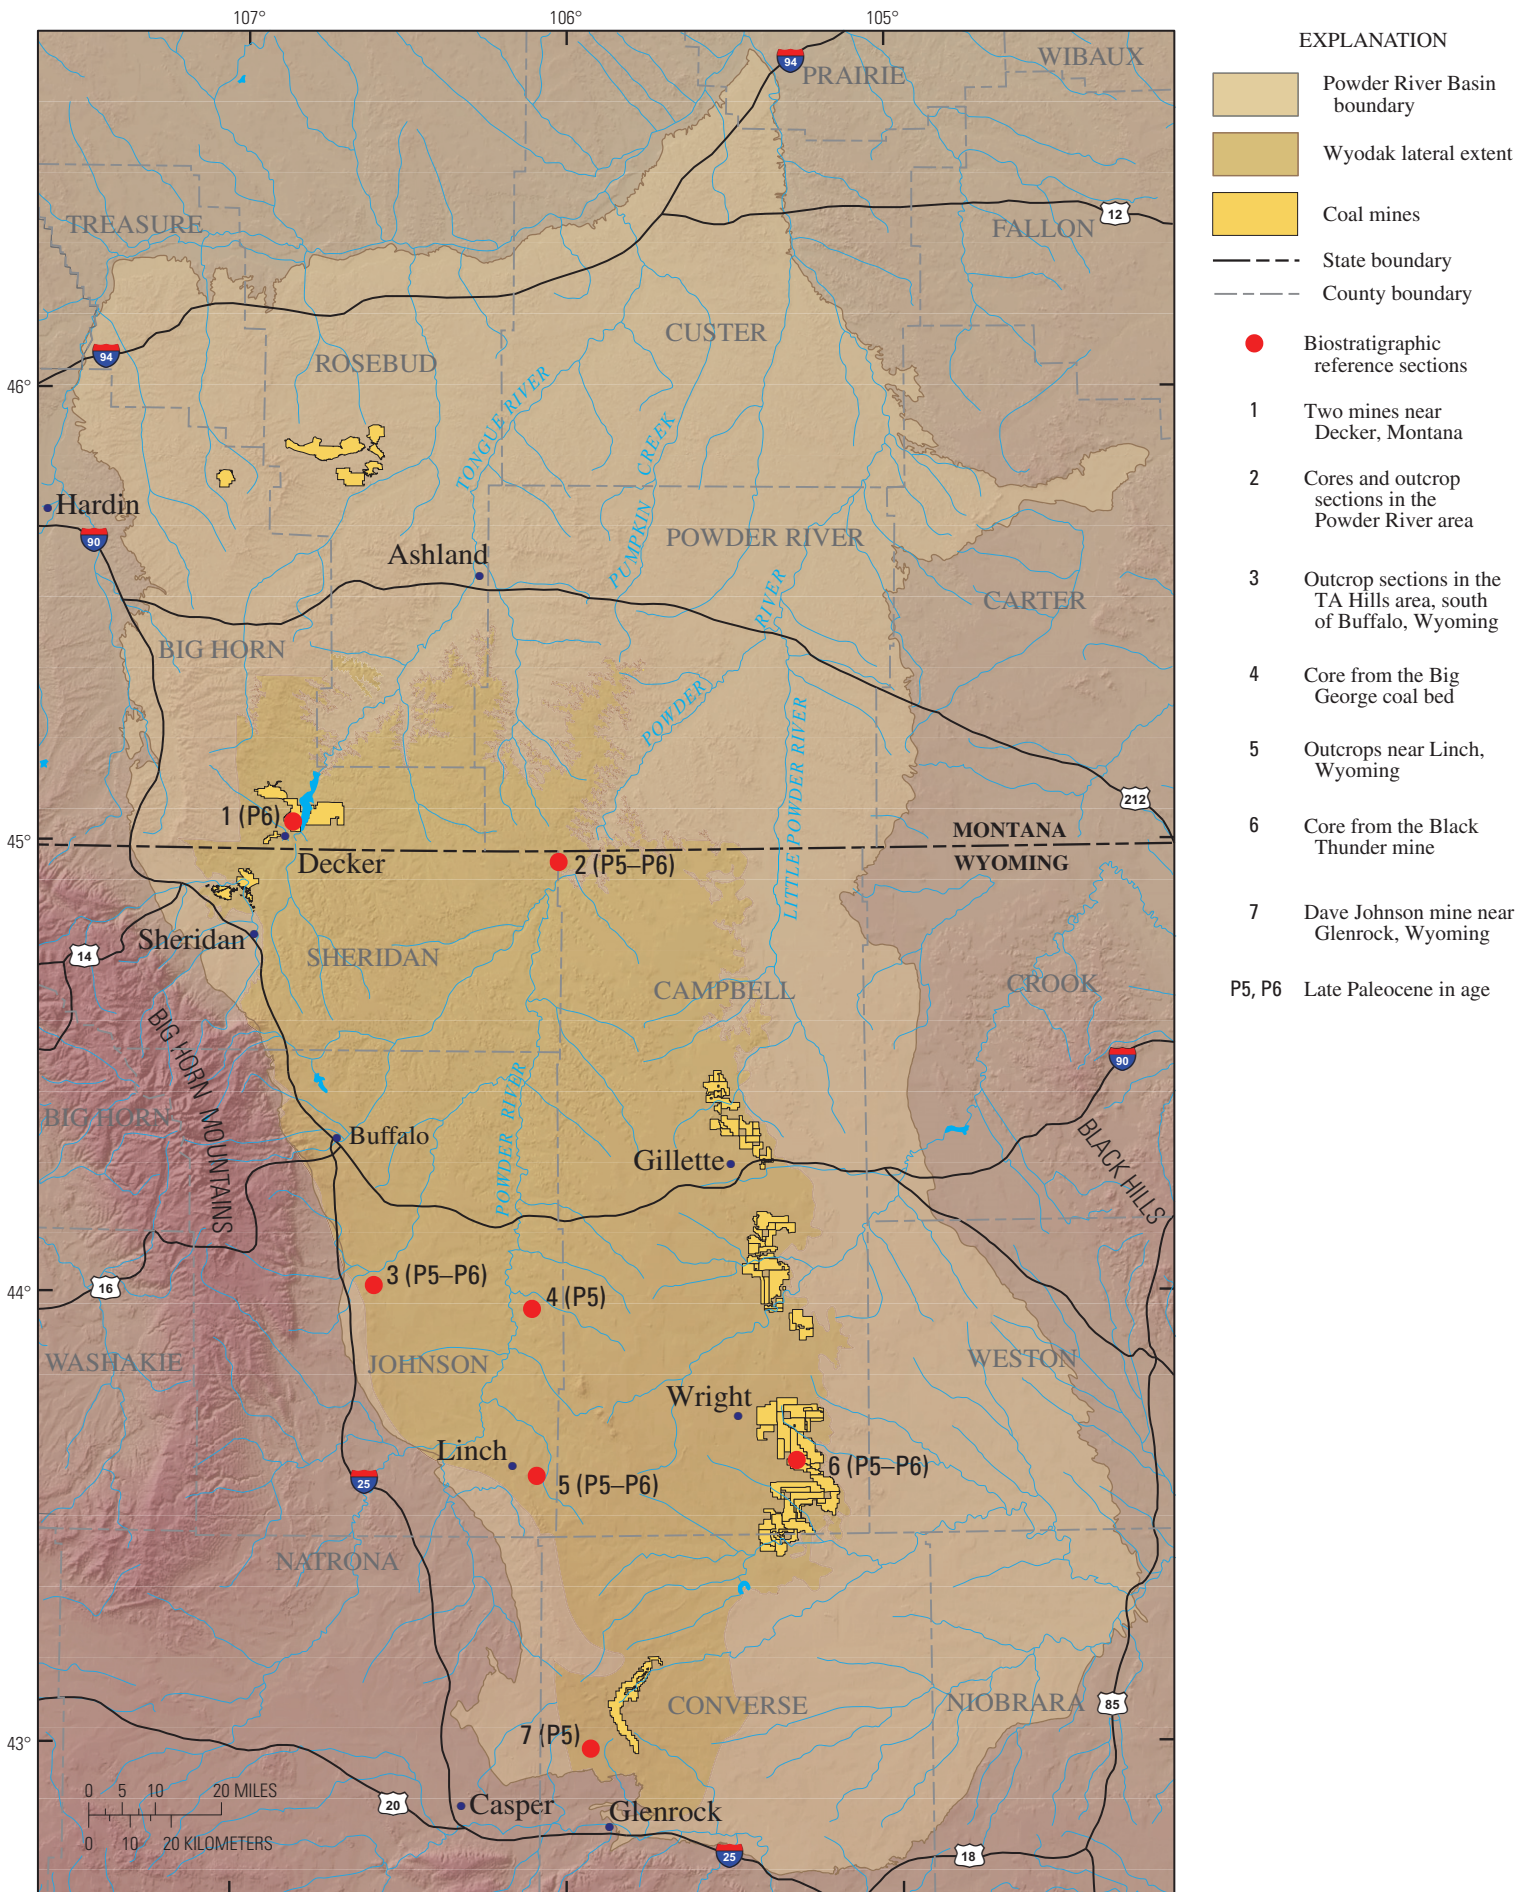 107°
106°
105°
94
PRAIRIE
WIBAUX
TREASURE
12
FALLON
CUSTER
94
ROSEBUD
46°
TONGUE RIVER
PUMPKIN CREEK
Hardin
90
Ashland
POWDER RIVER
RIVER
CARTER
BIG HORN
POWDER
LITTLE POWDER RIVER
212
1 (P6)
45°
MONTANA
Decker
2 (P5–P6)
WYOMING
Sheridan
14
SHERIDAN
CAMPBELL
CROOK
BIG HORN MOUNTAINS
90
POWDER RIVER
BIG HORN
Buffalo
Gillette
BLACK HILLS
3 (P5–P6)
16
44°
4 (P5)
WASHAKIE
JOHNSON
WESTON
Wright
Linch
25
6 (P5–P6)
5 (P5–P6)
NATRONA
CONVERSE
NIOBRARA
85
43°
7 (P5)
0 5 10 20 MILES
0 10 20 KILOMETERS
20
Casper
Glenrock
25
18
EXPLANATION
Powder River Basin
boundary
Wyodak lateral extent
Coal mines
State boundary
County boundary
Biostratigraphic
reference sections
1 Two mines near
Decker, Montana
2 Cores and outcrop
sections in the
Powder River area
3 Outcrop sections in the
TA Hills area, south
of Buffalo, Wyoming
4 Core from the Big
George coal bed
5 Outcrops near Linch,
Wyoming
6 Core from the Black
Thunder mine
7 Dave Johnson mine near
Glenrock, Wyoming
P5, P6 Late Paleocene in age